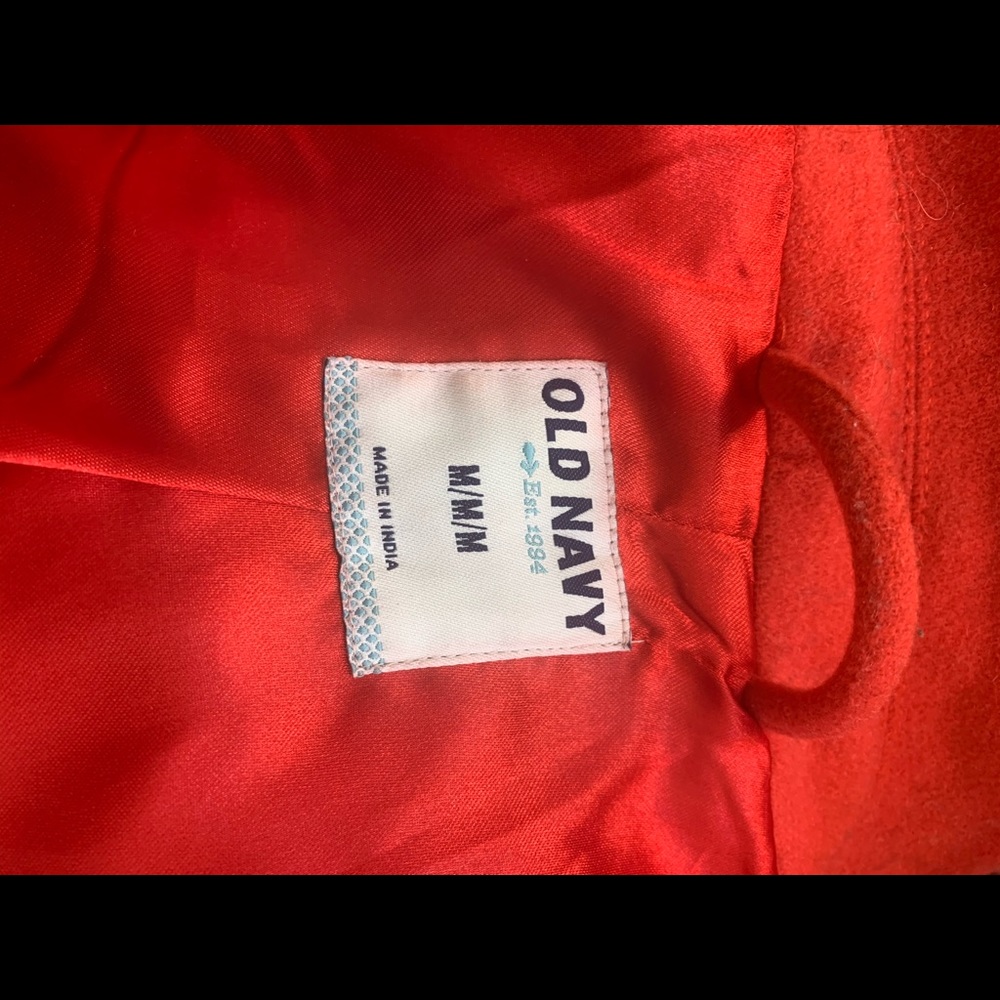 OLD NAVY
Est. 1994
M/M/M
MADE IN INDIA